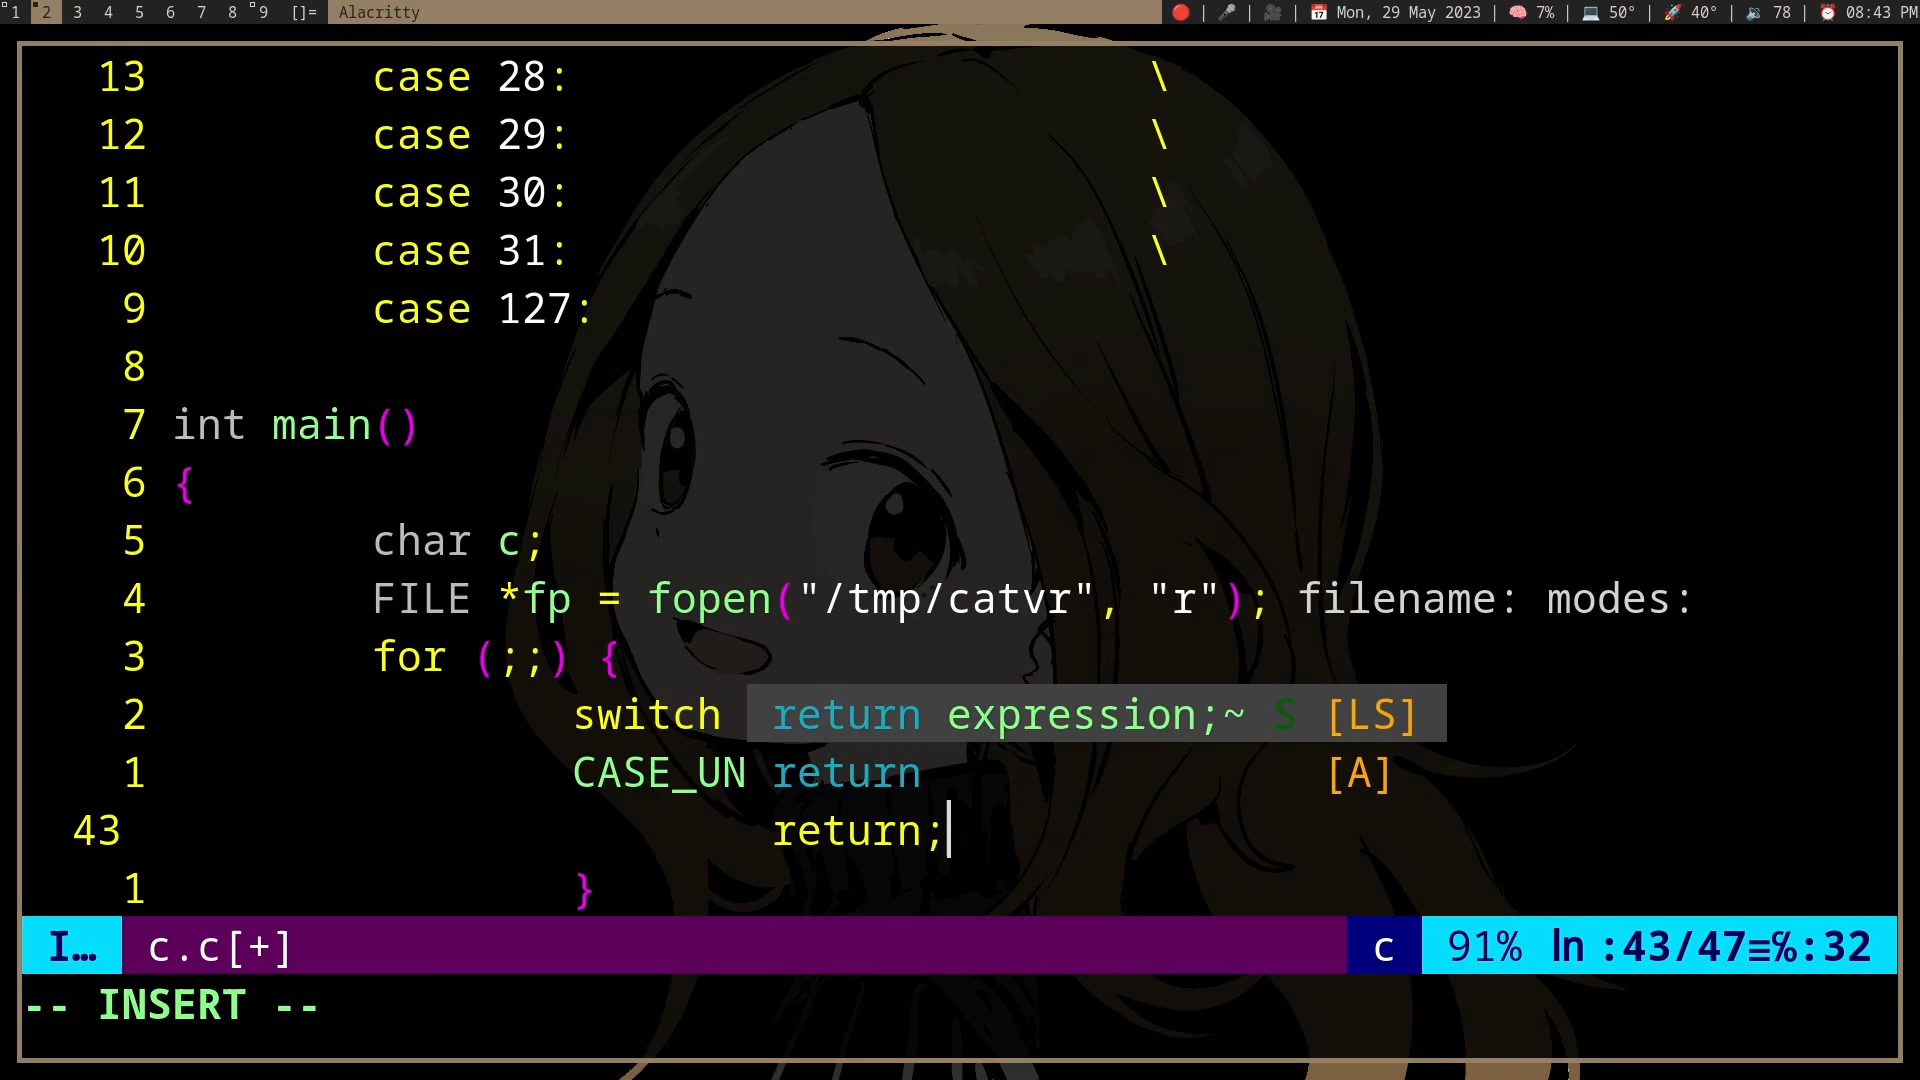 1 2 3 4 5 6 7 8 9 []= Alacritty | | | Mon, 29 May 2023 | 7% | 50° | 40° | 78 | 08:43 PM
13 case 28: \
12 case 29: \
11 case 30: \
10 case 31: \
9 case 127:
8
7 int main()
6 {
5 char c;
4 FILE *fp = fopen("/tmp/catvr", "r"); filename: modes:
3 for (;;) {
2 switch return expression;~ S [LS]
1 CASE_UN return [A]
43 return;
1 }
I… c.c[+] c 91% ln :43/47≡℅:32
-- INSERT --